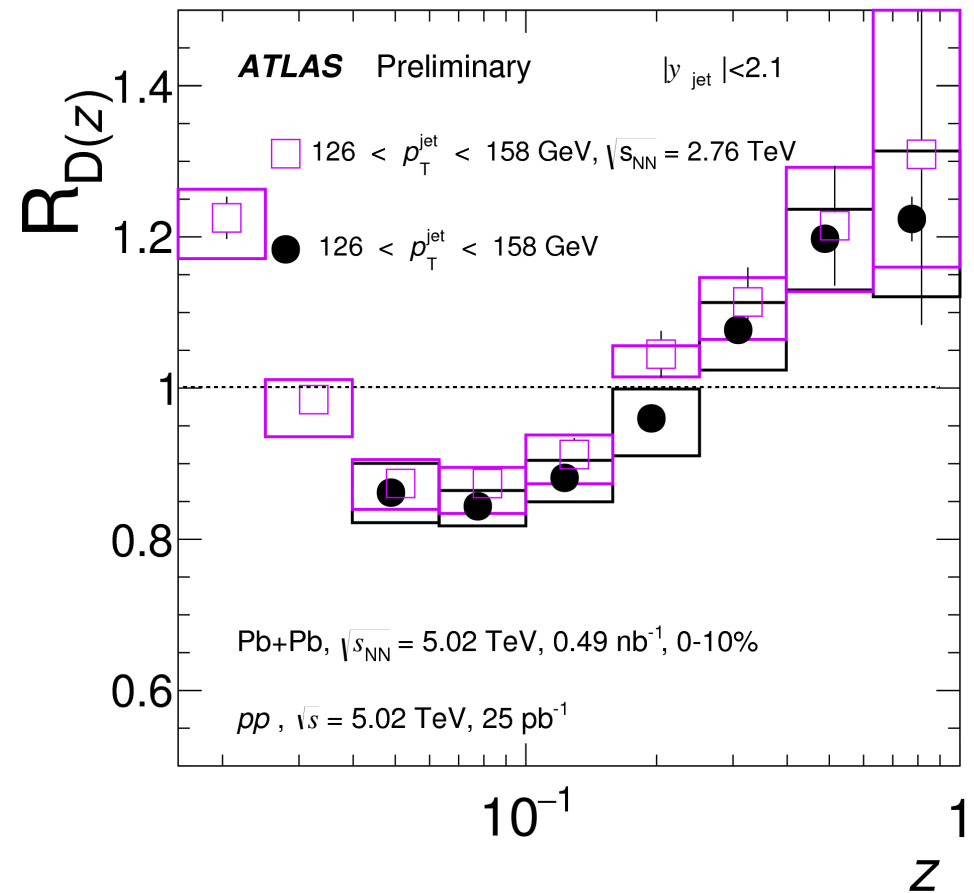 ATLAS Preliminary |y jet |<2.1
1.4
R D(z)
126 < p_T^jet < 158 GeV, √s_NN = 2.76 TeV
1.2
126 < p_T^jet < 158 GeV
1
0.8
Pb+Pb, √s_NN = 5.02 TeV, 0.49 nb⁻¹, 0-10%
0.6
pp , √s = 5.02 TeV, 25 pb⁻¹
10⁻¹ 1
z